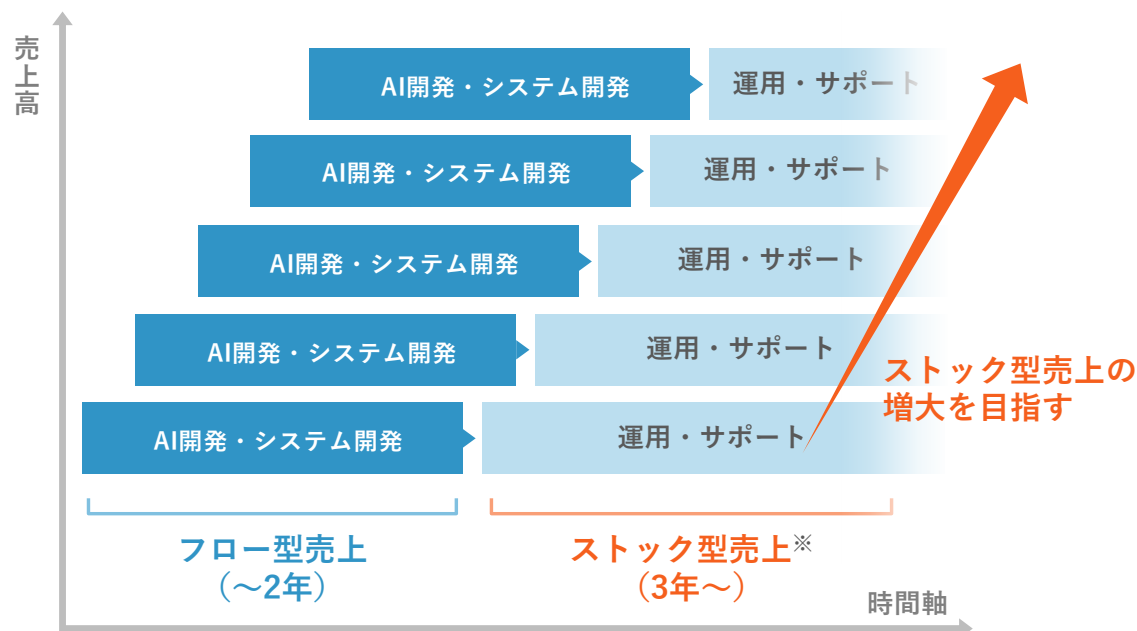 売上高
AI開発・システム開発
運用・サポート
AI開発・システム開発
運用・サポート
AI開発・システム開発
運用・サポート
AI開発・システム開発
運用・サポート
ストック型売上の
増大を目指す
AI開発・システム開発
運用・サポート
フロー型売上
（～2年）
ストック型売上※
（3年～）
時間軸